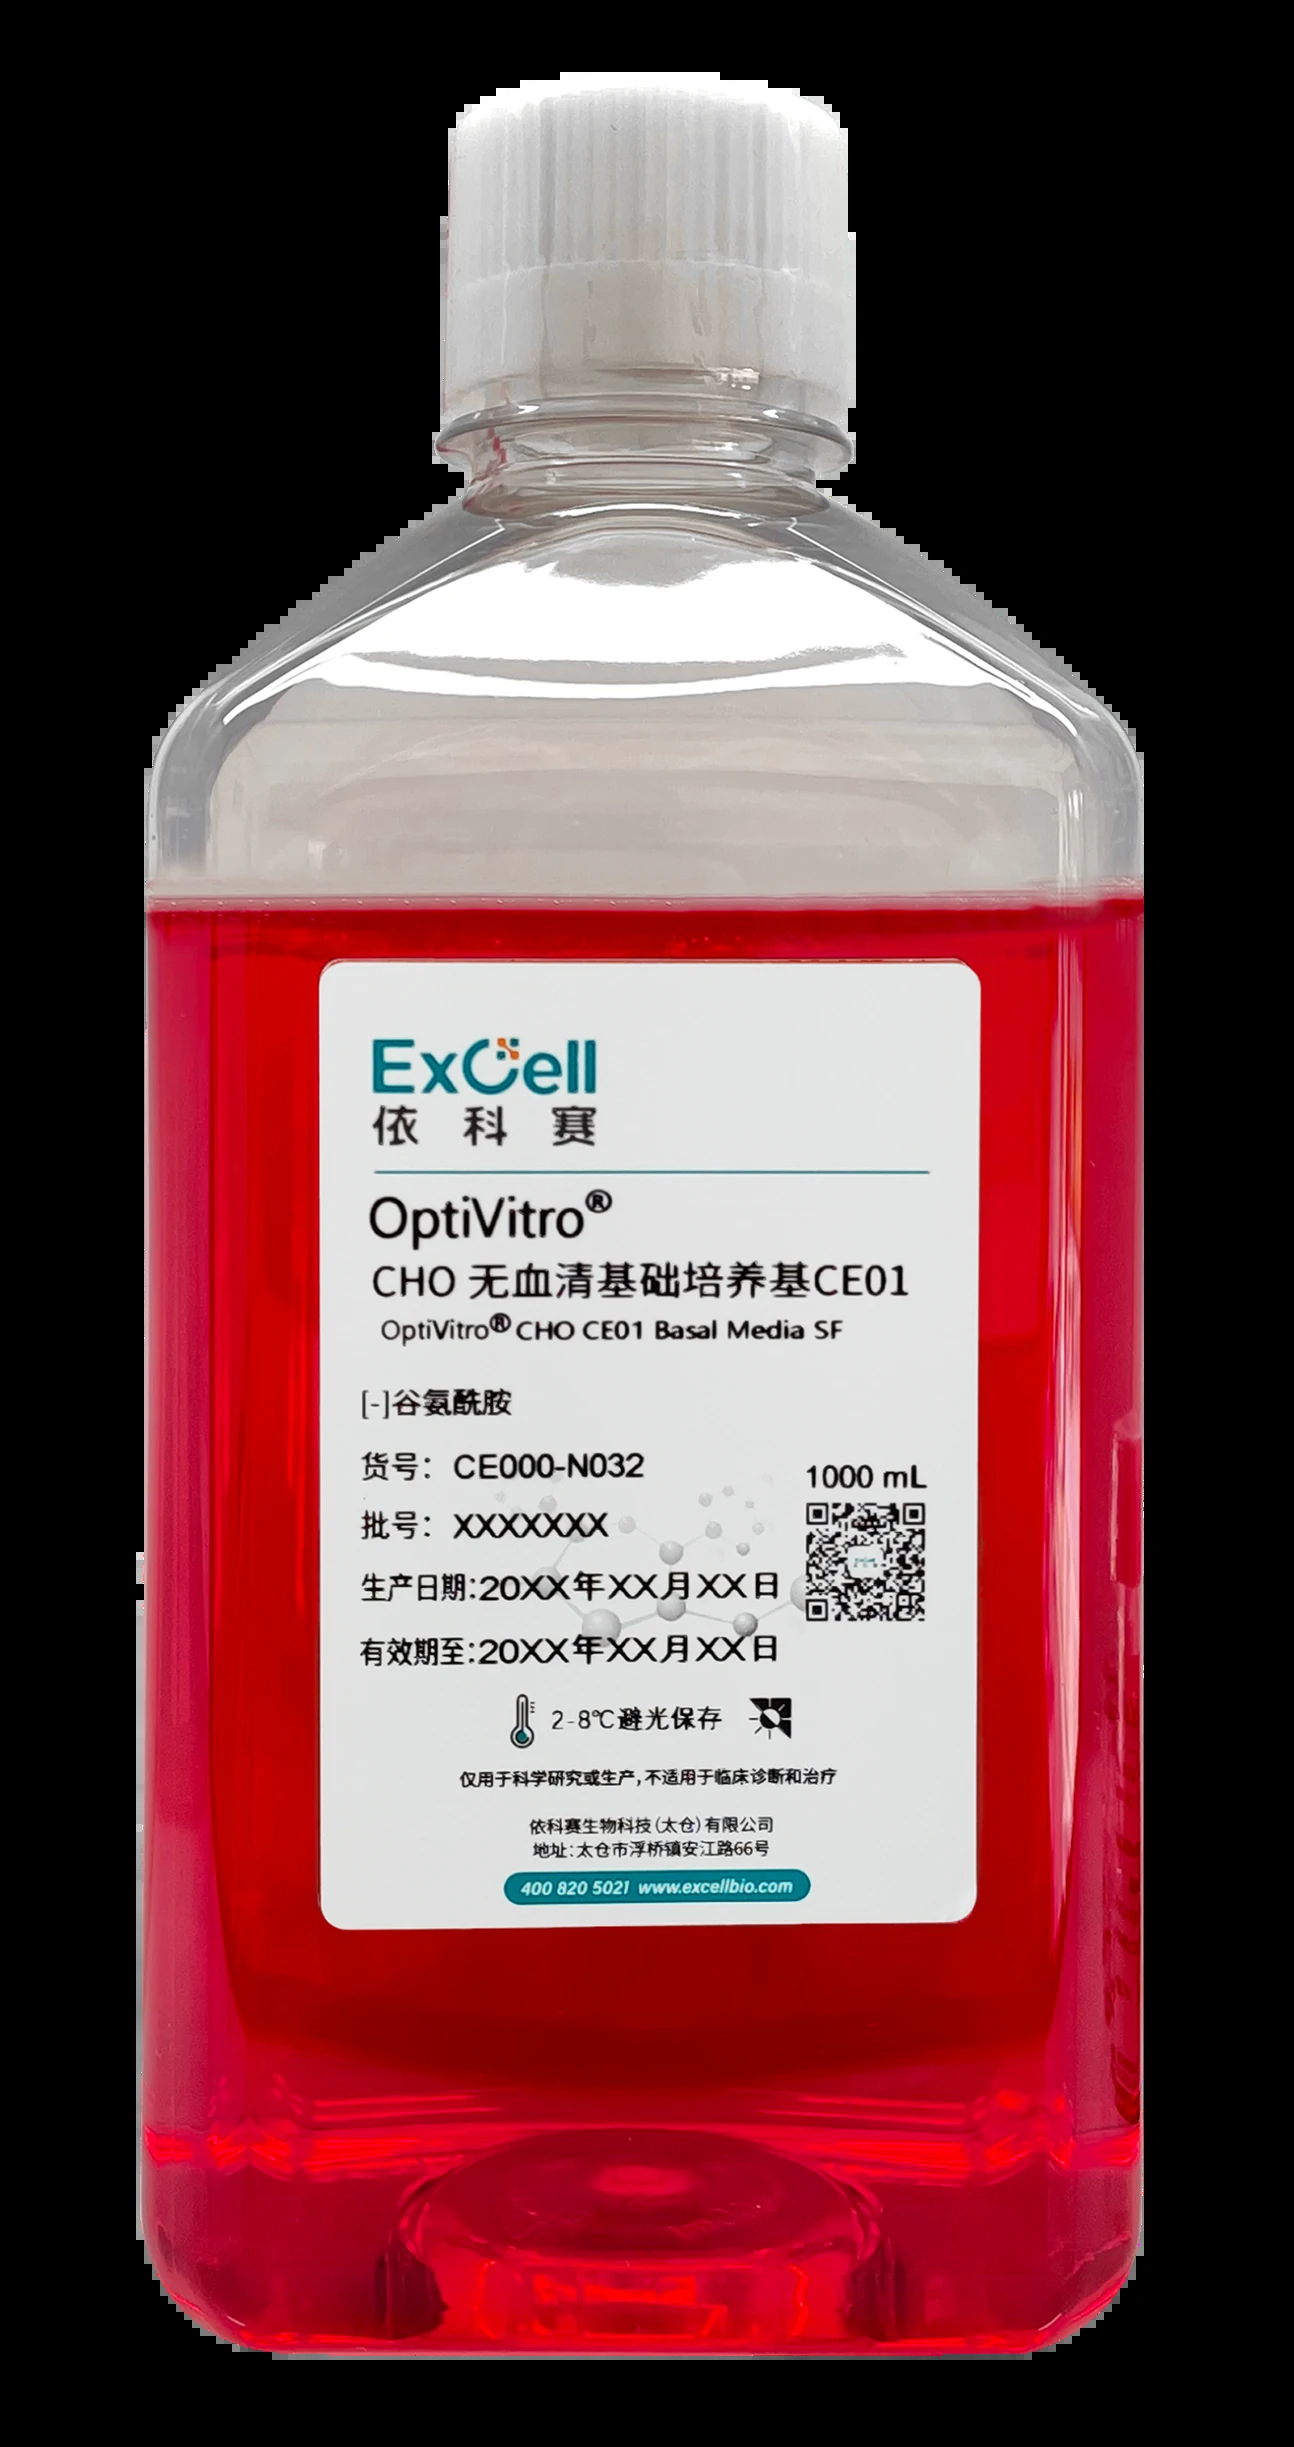 ExCell
依科赛
OptiVitro®
CHO 无血清基础培养基CE01
OptiVitro® CHO CE01 Basal Media SF
[-]谷氨酰胺
货号：CE000-N032
1000 mL
批号：XXXXXXX
生产日期:20XX年XX月XX日
有效期至:20XX年XX月XX日
2-8℃避光保存
仅用于科学研究或生产,不适用于临床诊断和治疗
依科赛生物科技(太仓)有限公司
地址:太仓市浮桥镇安江路66号
400 820 5021 www.excellbio.com